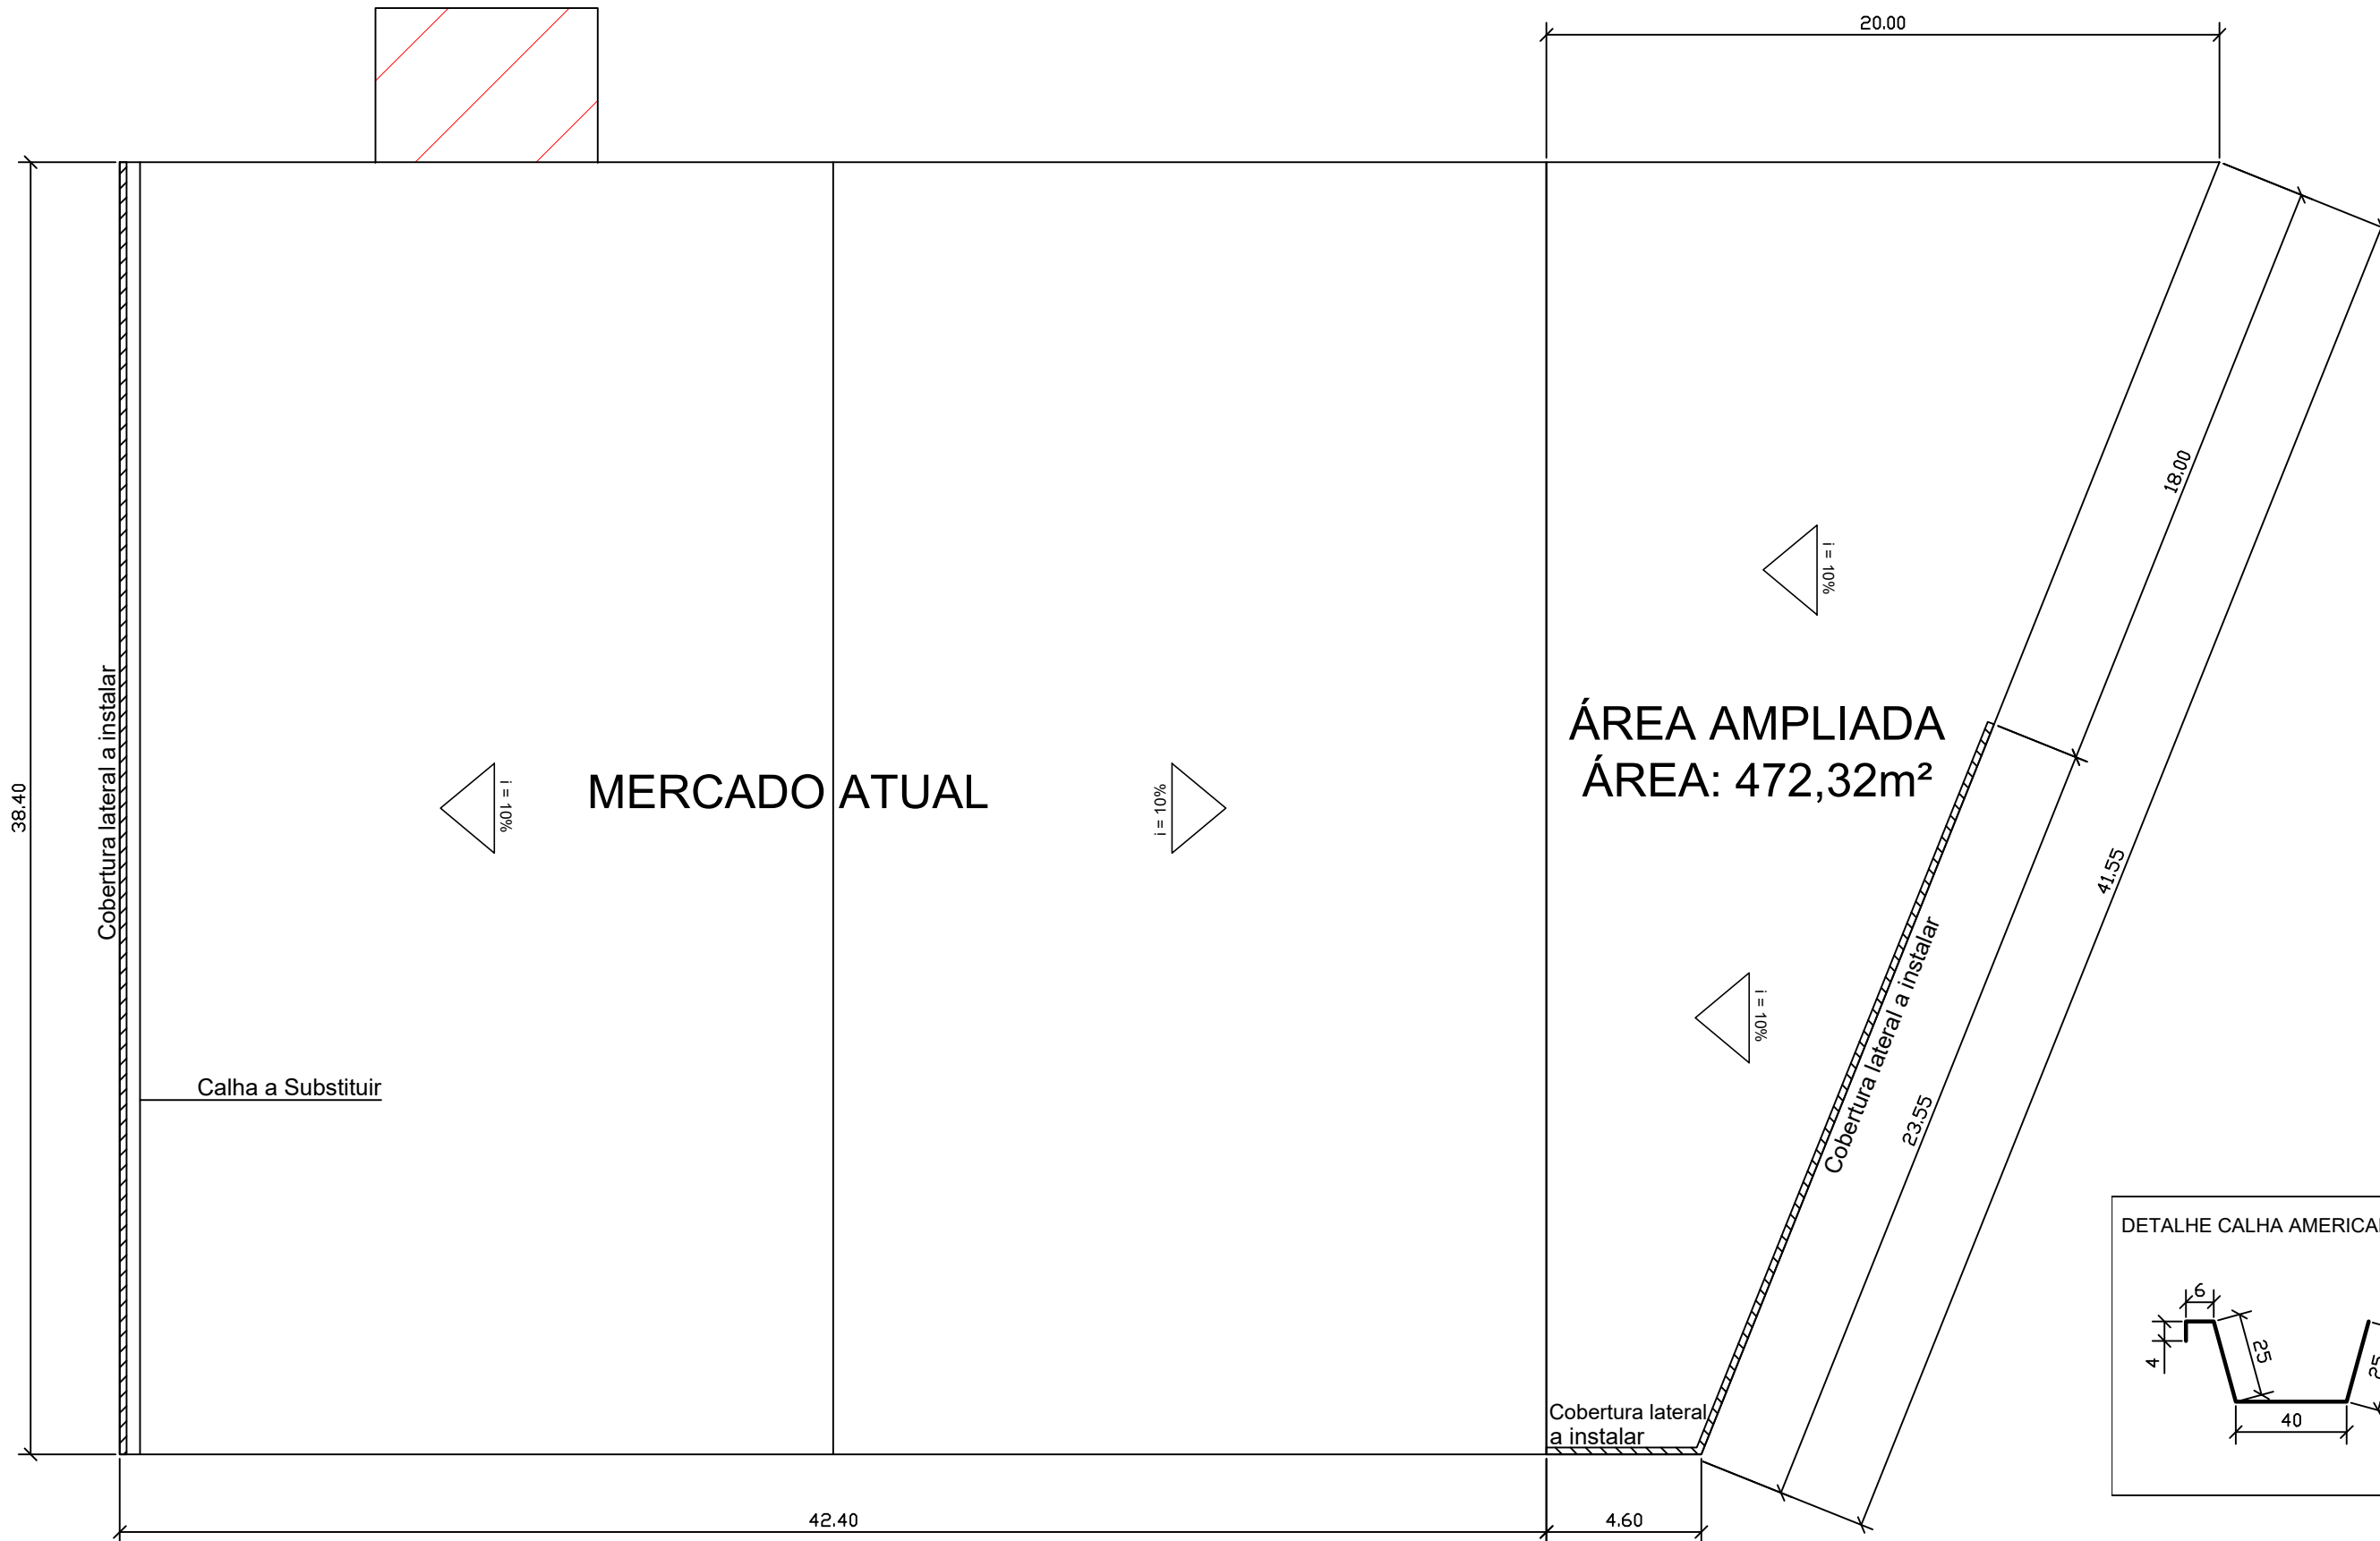 20.00
18.00
i = 10%
ÁREA AMPLIADA
ÁREA: 472,32m²
Cobertura lateral a instalar
38.40
i = 10%
MERCADO ATUAL
i = 10%
41.55
i = 10%
Cobertura lateral a instalar
23.55
Calha a Substituir
DETALHE CALHA AMERICA
6
25
25
4
40
Cobertura lateral
a instalar
42.40
4.60